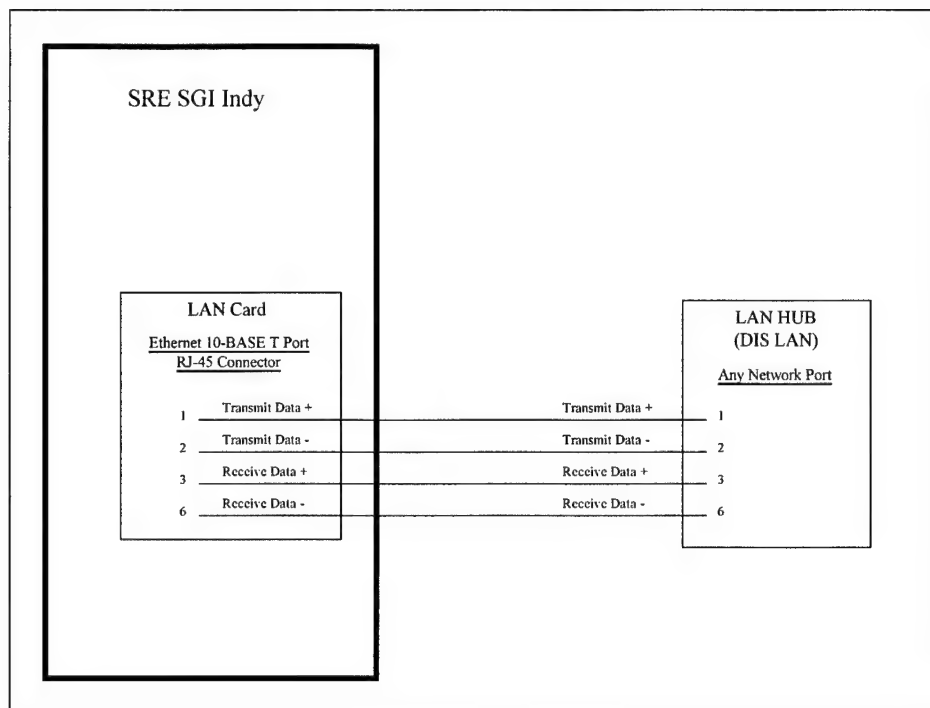 SRE SGI Indy
LAN Card
Ethernet 10-BASE T Port
RJ-45 Connector
1 Transmit Data +
2 Transmit Data -
3 Receive Data +
6 Receive Data -
LAN HUB
(DIS LAN)
Any Network Port
Transmit Data + 1
Transmit Data - 2
Receive Data + 3
Receive Data - 6